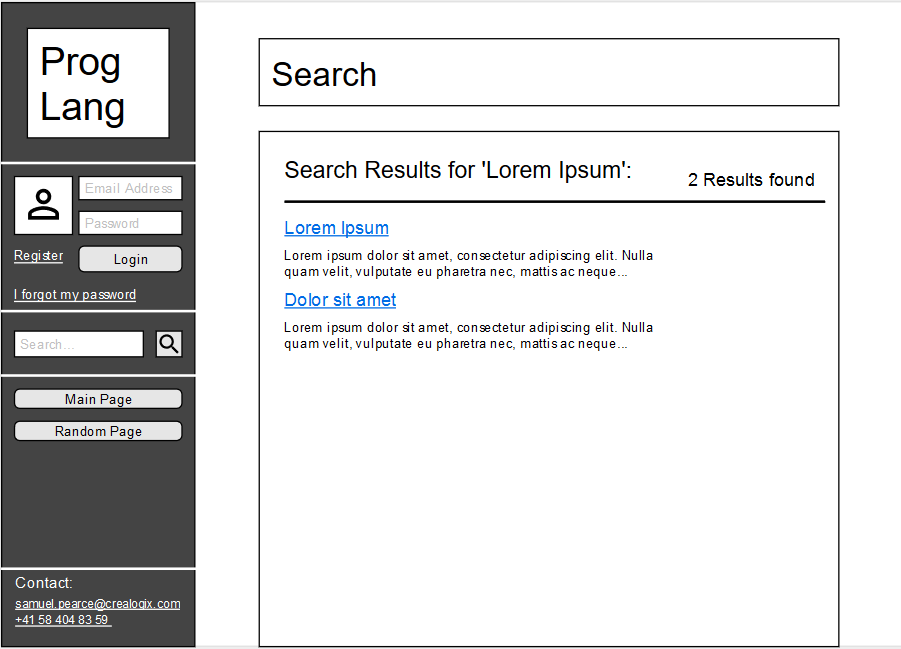 Prog
Lang
Email Address
Password
Register
Login
I forgot my password
Search...
Main Page
Random Page
Contact:
samuel.pearce@crealogix.com
+41 58 404 83 59
Search
Search Results for 'Lorem Ipsum':
2 Results found
Lorem Ipsum
Lorem ipsum dolor sit amet, consectetur adipiscing elit. Nulla
quam velit, vulputate eu pharetra nec, mattis ac neque...
Dolor sit amet
Lorem ipsum dolor sit amet, consectetur adipiscing elit. Nulla
quam velit, vulputate eu pharetra nec, mattis ac neque...